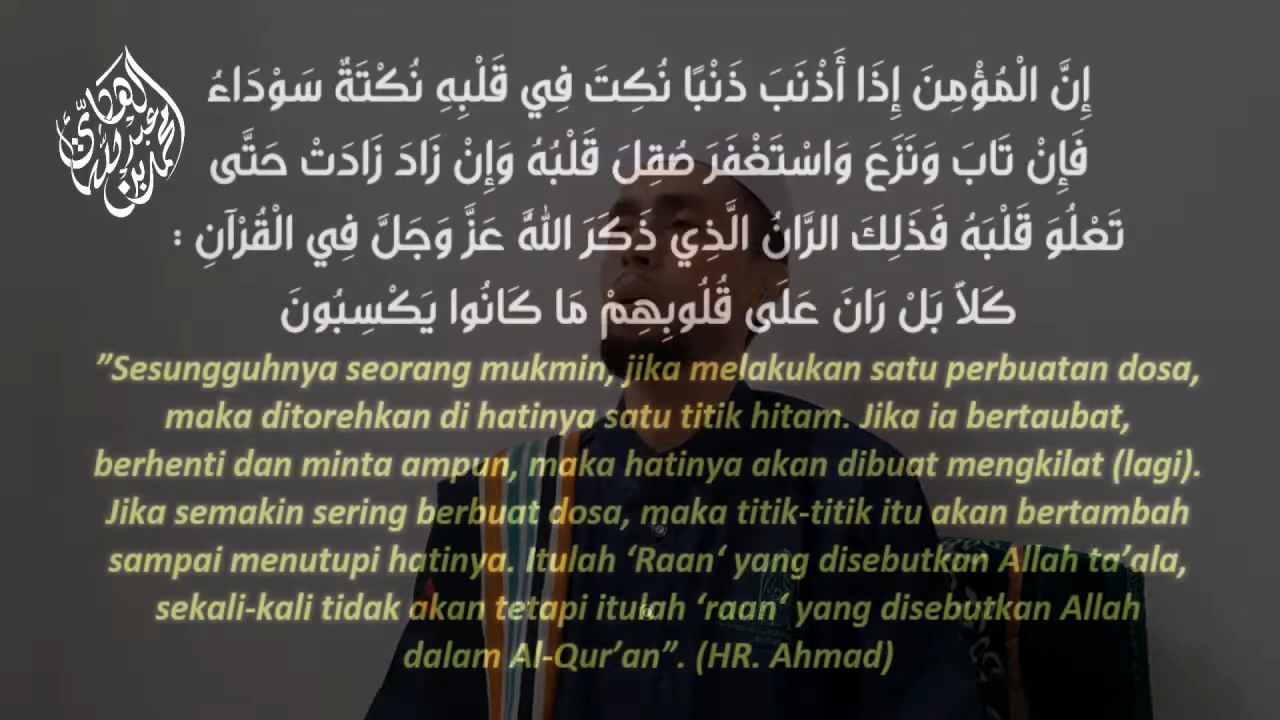 إِنَّ الْمُؤْمِنَ إِذَا أَذْنَبَ ذَنْبًا نُكِتَ فِي قَلْبِهِ نُكْتَةٌ سَوْدَاءُ
فَإِنْ تَابَ وَنَزَعَ وَاسْتَغْفَرَ صُقِلَ قَلْبُهُ وَإِنْ زَادَ زَادَتْ حَتَّى
تَعْلُوَ قَلْبَهُ فَذَلِكَ الرَّانُ الَّذِي ذَكَرَ اللهُ عَزَّ وَجَلَّ فِي الْقُرْآنِ :
كَلاَّ بَلْ رَانَ عَلَى قُلُوبِهِمْ مَا كَانُوا يَكْسِبُونَ
”Sesungguhnya seorang mukmin, jika melakukan satu perbuatan dosa,
maka ditorehkan di hatinya satu titik hitam. Jika ia bertaubat,
berhenti dan minta ampun, maka hatinya akan dibuat mengkilat (lagi).
Jika semakin sering berbuat dosa, maka titik-titik itu akan bertambah
sampai menutupi hatinya. Itulah ‘Raan‘ yang disebutkan Allah ta’ala,
sekali-kali tidak akan tetapi itulah ‘raan‘ yang disebutkan Allah
dalam Al-Qur’an”. (HR. Ahmad)